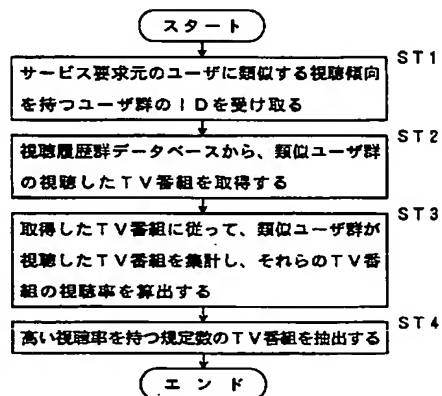 スタート
ST1
サービス要求元のユーザに類似する視聴傾向
を持つユーザ群のIDを受け取る
ST2
視聴履歴群データベースから、類似ユーザ群
の視聴したTV番組を取得する
ST3
取得したTV番組に従って、類似ユーザ群が
視聴したTV番組を集計し、それらのTV番
組の視聴率を算出する
ST4
高い視聴率を持つ規定数のTV番組を抽出する
エンド